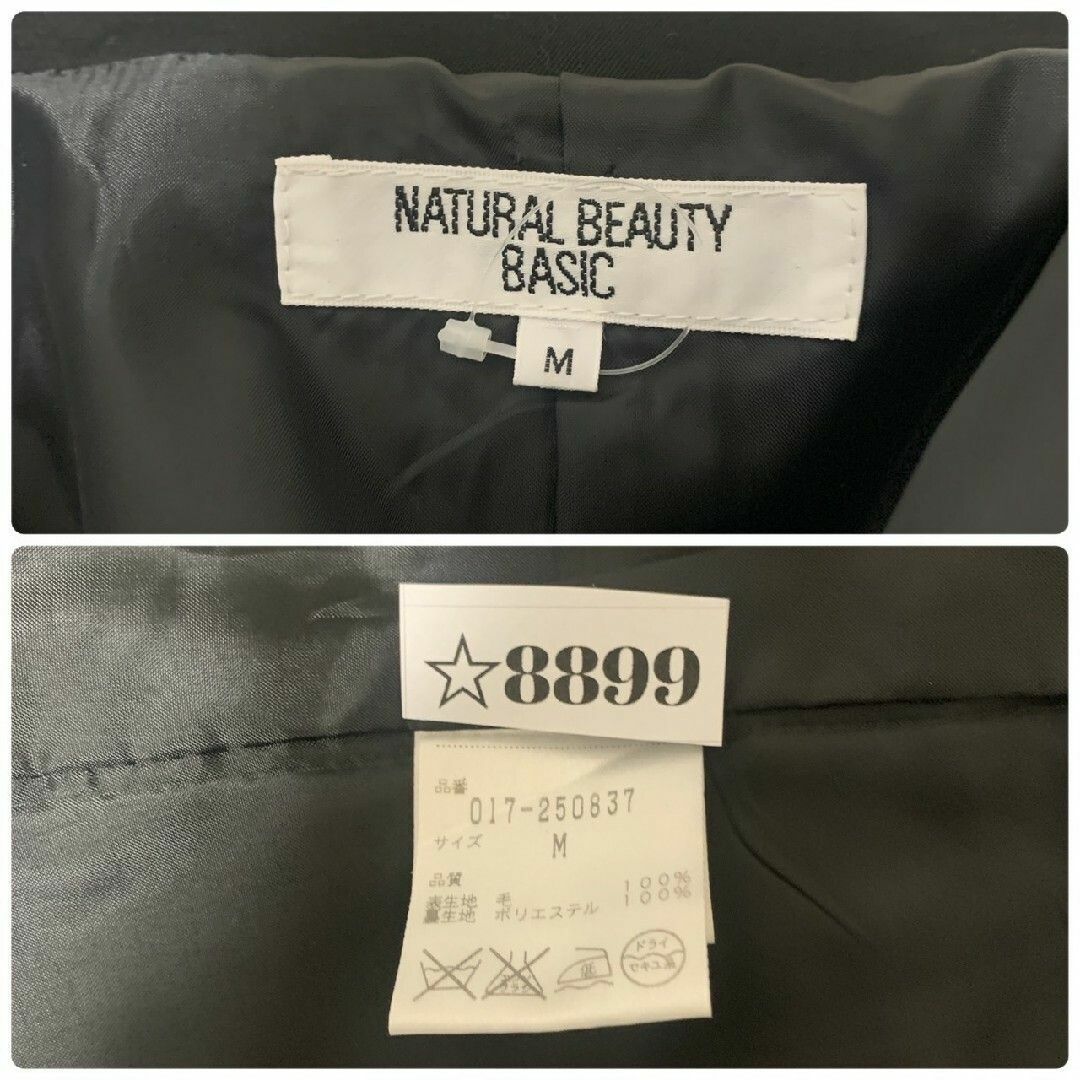 NATURAL BEAUTY
BASIC
M
☆8899
品番
017-250837
サイズ M
品質
表生地 毛 100%
裏生地 ポリエステル 100%
低
ドライ
セキユ系